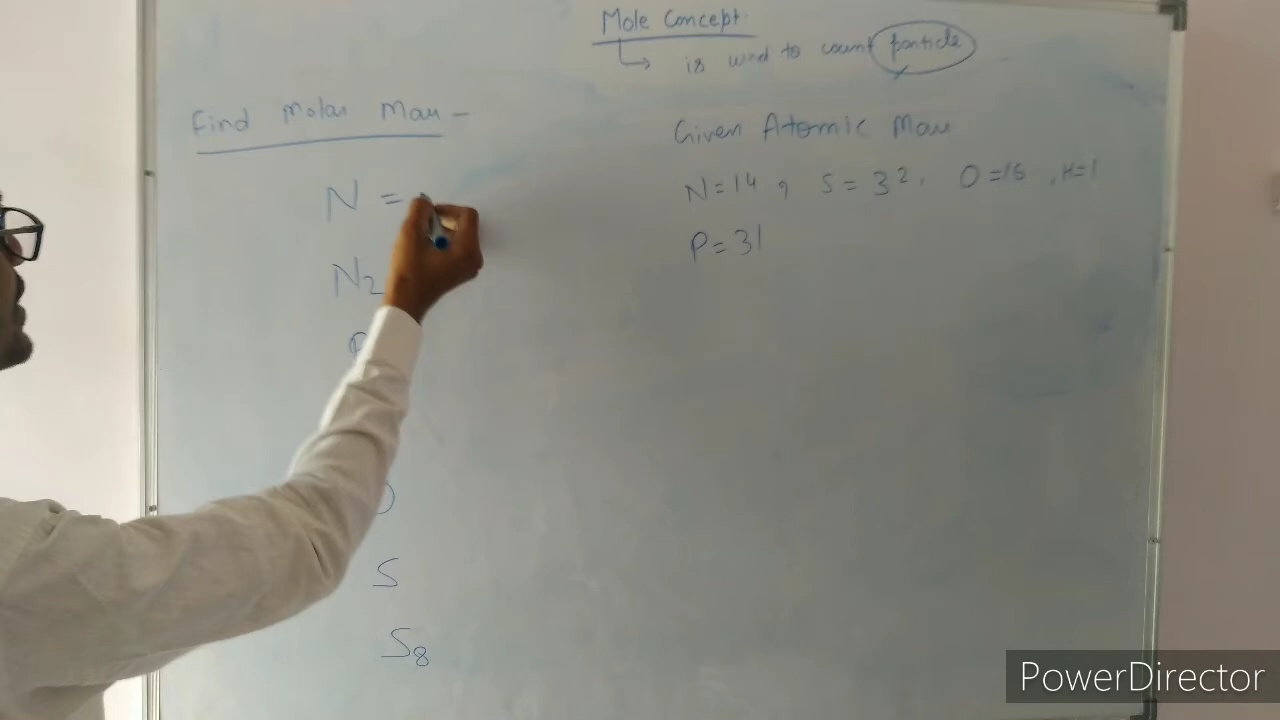 Mole Concept
↳ is used to count particle
Find Molar Mass –
Given Atomic Mass
N =
N = 14 , S = 32 , O = 16 , H = 1
N2
P = 31
S
S8
PowerDirector